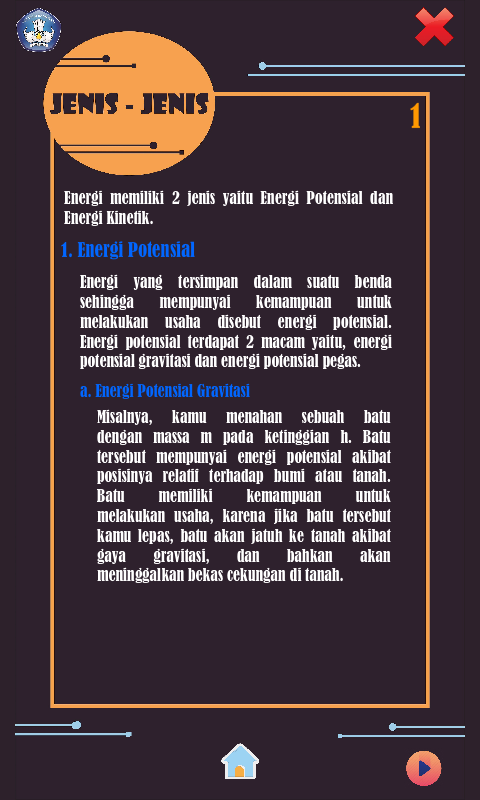 JENIS - JENIS
1
Energi memiliki 2 jenis yaitu Energi Potensial dan
Energi Kinetik.
1. Energi Potensial
Energi yang tersimpan dalam suatu benda
sehingga mempunyai kemampuan untuk
melakukan usaha disebut energi potensial.
Energi potensial terdapat 2 macam yaitu, energi
potensial gravitasi dan energi potensial pegas.
a. Energi Potensial Gravitasi
Misalnya, kamu menahan sebuah batu
dengan massa m pada ketinggian h. Batu
tersebut mempunyai energi potensial akibat
posisinya relatif terhadap bumi atau tanah.
Batu memiliki kemampuan untuk
melakukan usaha, karena jika batu tersebut
kamu lepas, batu akan jatuh ke tanah akibat
gaya gravitasi, dan bahkan akan
meninggalkan bekas cekungan di tanah.